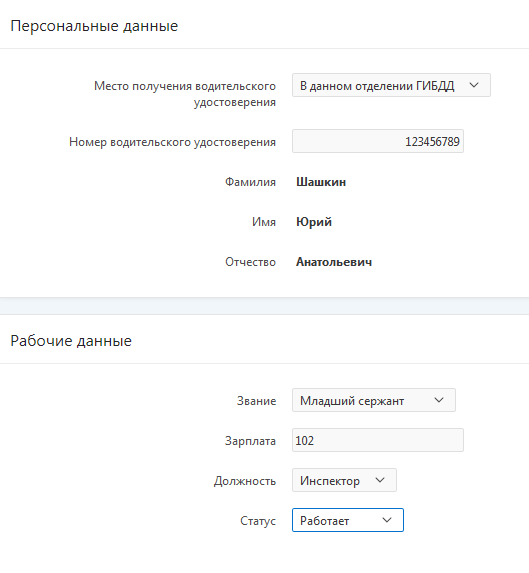 Персональные данные
Место получения водительского
удостоверения
В данном отделении ГИБДД
Номер водительского удостоверения
123456789
Фамилия
Шашкин
Имя
Юрий
Отчество
Анатольевич
Рабочие данные
Звание
Младший сержант
Зарплата
102
Должность
Инспектор
Статус
Работает